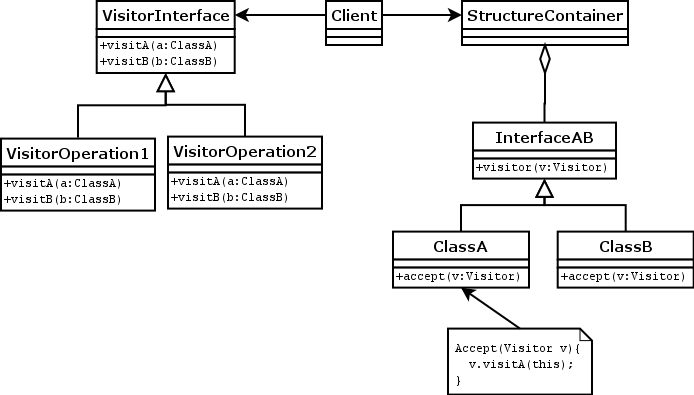 VisitorInterface
+visitA(a:ClassA)
+visitB(b:ClassB)
Client
StructureContainer
VisitorOperation1
+visitA(a:ClassA)
+visitB(b:ClassB)
VisitorOperation2
+visitA(a:ClassA)
+visitB(b:ClassB)
InterfaceAB
+visitor(v:Visitor)
ClassA
+accept(v:Visitor)
ClassB
+accept(v:Visitor)
Accept(Visitor v){
v.visitA(this);
}